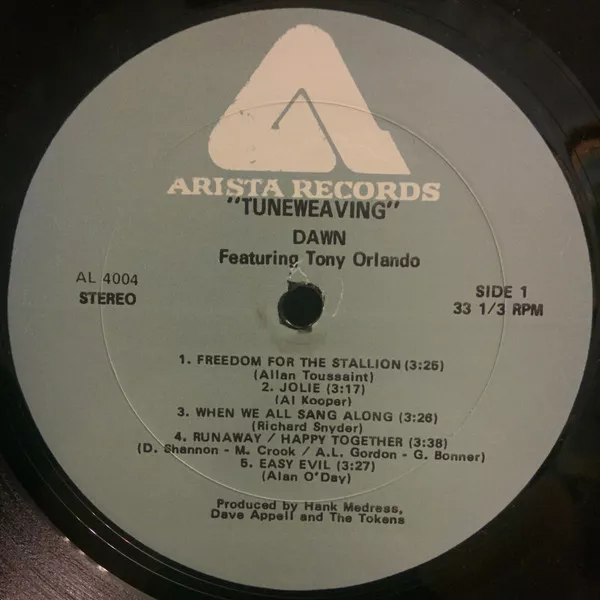 ARISTA RECORDS
"TUNEWEAVING"
DAWN
Featuring Tony Orlando
AL 4004
STEREO
SIDE 1
33 1/3 RPM
1. FREEDOM FOR THE STALLION (3:25)
(Allan Toussaint)
2. JOLIE (3:17)
(Al Kooper)
3. WHEN WE ALL SANG ALONG (3:26)
(Richard Snyder)
4. RUNAWAY / HAPPY TOGETHER (3:38)
(D. Shannon - M. Crook / A.L. Gordon - G. Bonner)
5. EASY EVIL (3:27)
(Alan O'Day)
Produced by Hank Medress,
Dave Appell and The Tokens